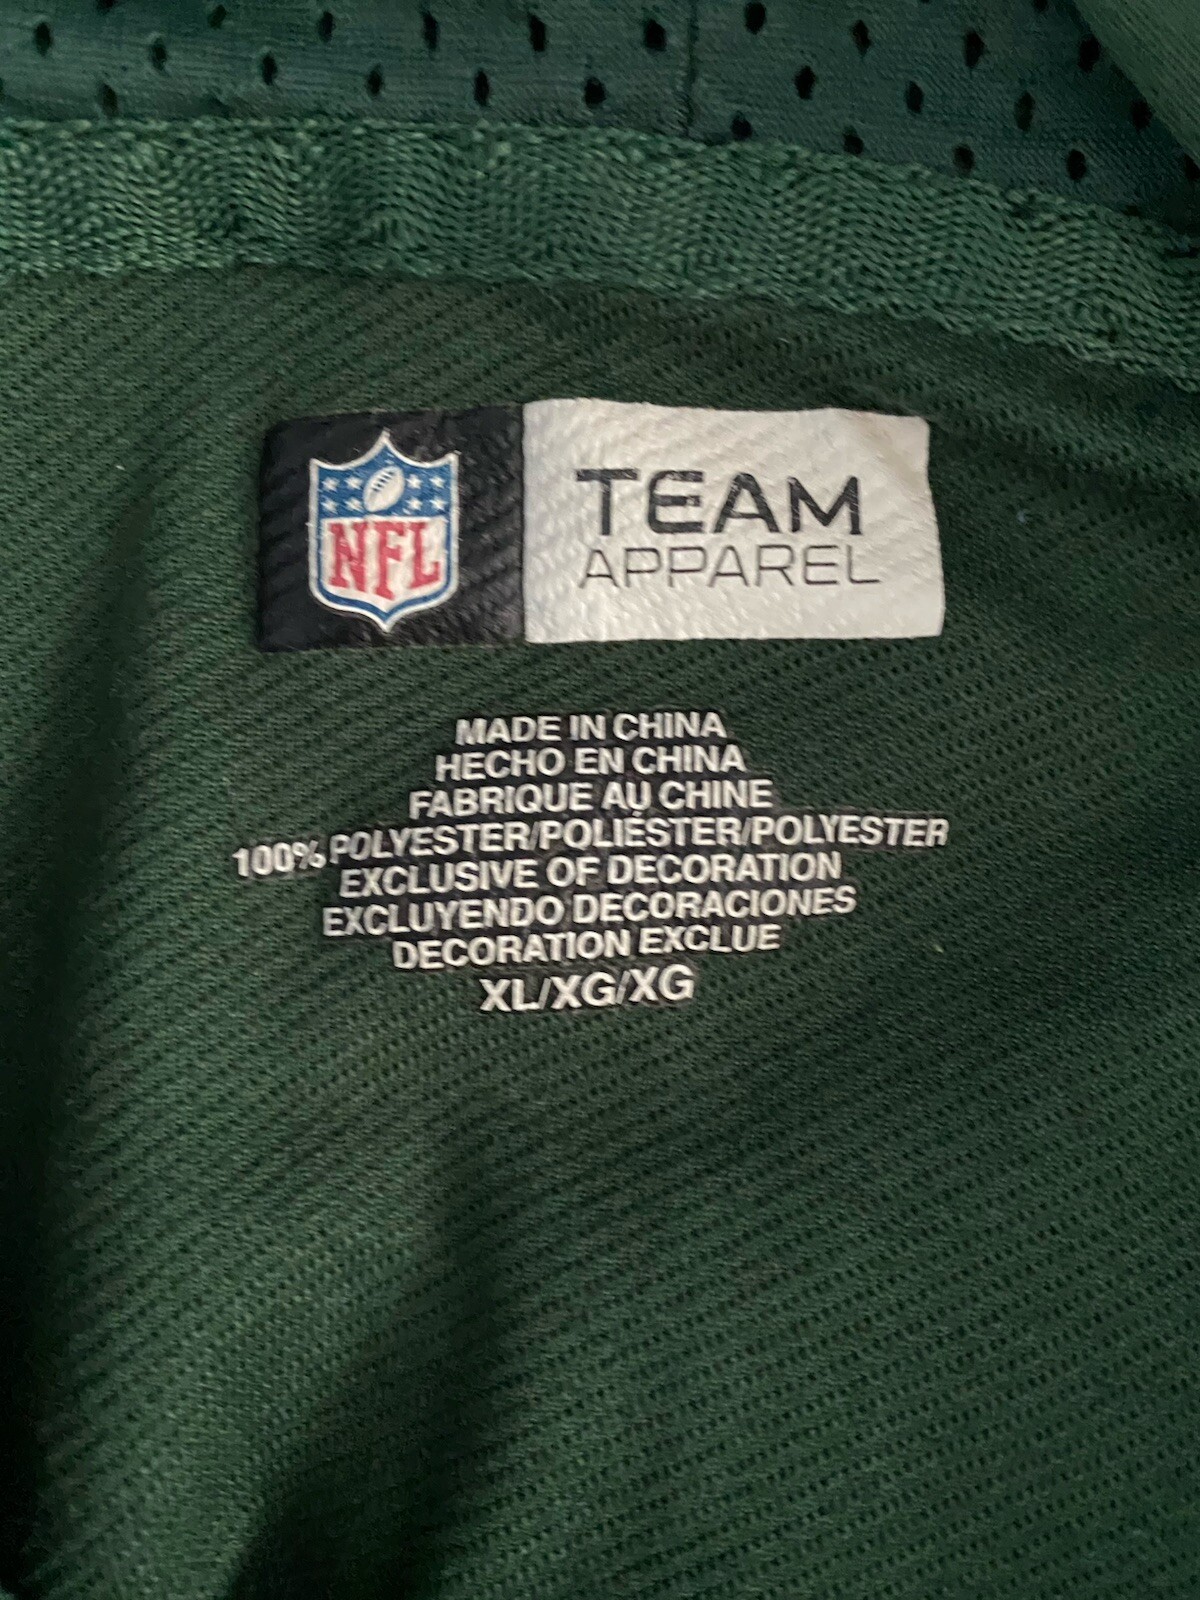 NFL
TEAM
APPAREL
MADE IN CHINA
HECHO EN CHINA
FABRIQUE AU CHINE
100% POLYESTER/POLIÉSTER/POLYESTER
EXCLUSIVE OF DECORATION
EXCLUYENDO DECORACIONES
DECORATION EXCLUE
XL/XG/XG